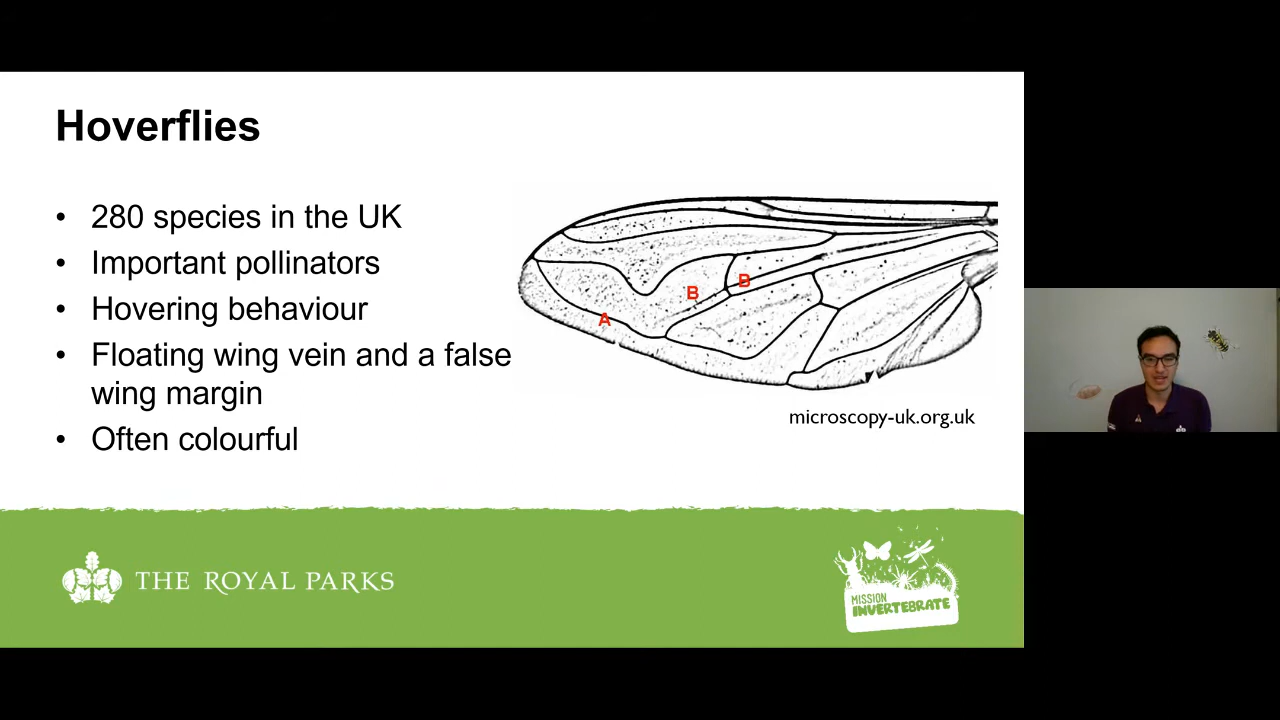 Hoverflies
• 280 species in the UK
• Important pollinators
• Hovering behaviour
• Floating wing vein and a false
wing margin
• Often colourful
B
B
A
microscopy-uk.org.uk
THE ROYAL PARKS
MISSION
INVERTEBRATE